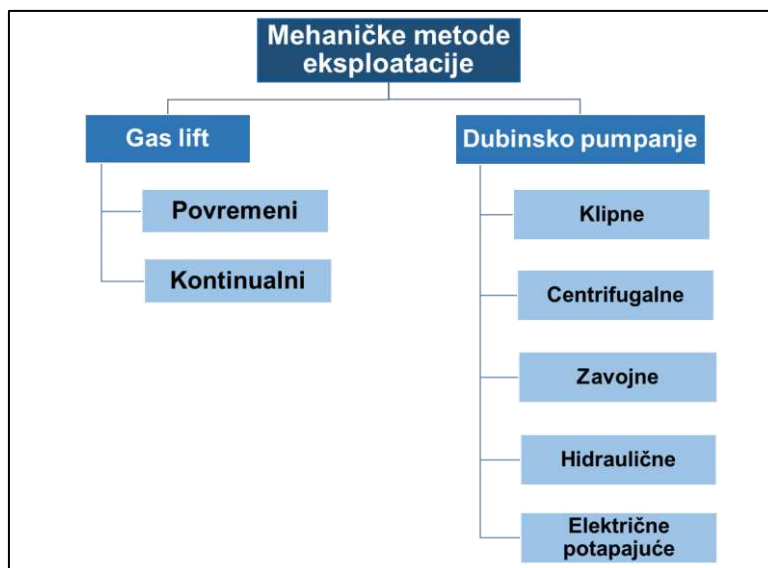 Mehaničke metode
eksploatacije
Gas lift
Povremeni
Kontinualni
Dubinsko pumpanje
Klipne
Centrifugalne
Zavojne
Hidraulične
Električne
potapajuće